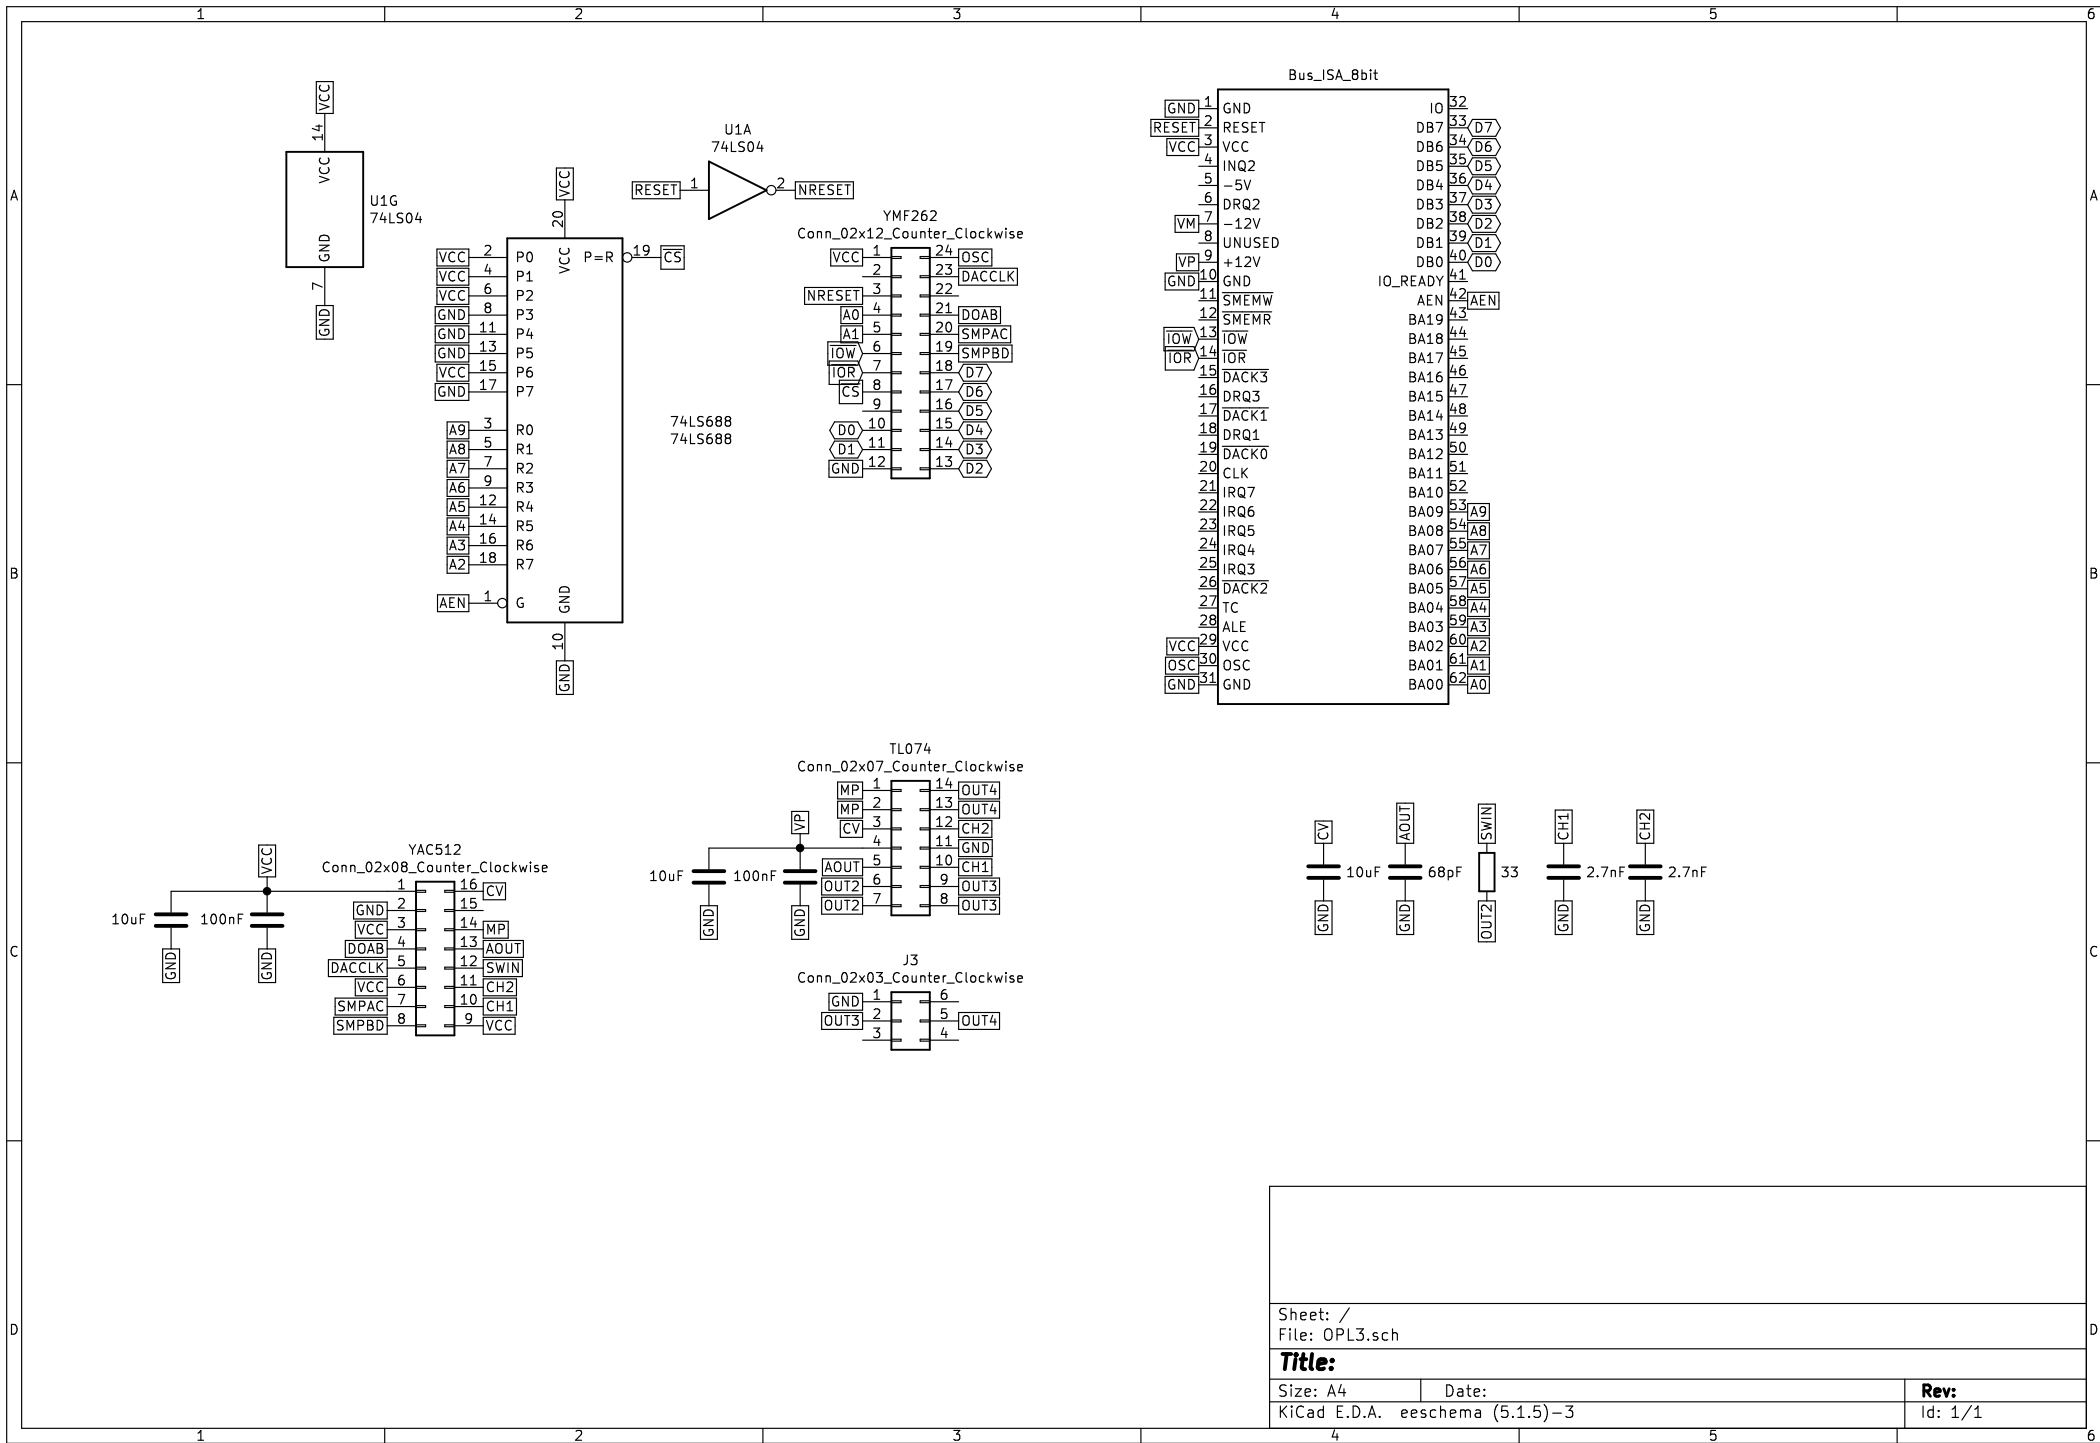 1 2 3 4 5 6
A A
B B
C C
D D
VCC
14
VCC
GND
7
GND
U1G
74LS04
VCC
20
VCC
P=R 19 CS
VCC 2 P0
VCC 4 P1
VCC 6 P2
GND 8 P3
GND 11 P4
GND 13 P5
VCC 15 P6
GND 17 P7
A9 3 R0
A8 5 R1
A7 7 R2
A6 9 R3
A5 12 R4
A4 14 R5
A3 16 R6
A2 18 R7
AEN 1 G
GND
10
GND
74LS688
74LS688
U1A
74LS04
RESET 1 2 NRESET
YMF262
Conn_02x12_Counter_Clockwise
VCC 1 24 OSC
2 23 DACCLK
NRESET 3 22
A0 4 21 DOAB
A1 5 20 SMPAC
IOW 6 19 SMPBD
IOR 7 18 D7
CS 8 17 D6
9 16 D5
D0 10 15 D4
D1 11 14 D3
GND 12 13 D2
Bus_ISA_8bit
GND 1 GND IO 32
RESET 2 RESET DB7 33 D7
VCC 3 VCC DB6 34 D6
4 INQ2 DB5 35 D5
5 -5V DB4 36 D4
6 DRQ2 DB3 37 D3
VM 7 -12V DB2 38 D2
8 UNUSED DB1 39 D1
VP 9 +12V DB0 40 D0
GND 10 GND IO_READY 41
11 SMEMW AEN 42 AEN
12 SMEMR BA19 43
IOW 13 IOW BA18 44
IOR 14 IOR BA17 45
15 DACK3 BA16 46
16 DRQ3 BA15 47
17 DACK1 BA14 48
18 DRQ1 BA13 49
19 DACK0 BA12 50
20 CLK BA11 51
21 IRQ7 BA10 52
22 IRQ6 BA09 53 A9
23 IRQ5 BA08 54 A8
24 IRQ4 BA07 55 A7
25 IRQ3 BA06 56 A6
26 DACK2 BA05 57 A5
27 TC BA04 58 A4
28 ALE BA03 59 A3
VCC 29 VCC BA02 60 A2
OSC 30 OSC BA01 61 A1
GND 31 GND BA00 62 A0
YAC512
Conn_02x08_Counter_Clockwise
VCC
10uF 100nF
GND GND
1 16 CV
GND 2 15
VCC 3 14 MP
DOAB 4 13 AOUT
DACCLK 5 12 SWIN
VCC 6 11 CH2
SMPAC 7 10 CH1
SMPBD 8 9 VCC
TL074
Conn_02x07_Counter_Clockwise
VP
10uF 100nF
GND GND
MP 1 14 OUT4
MP 2 13 OUT4
CV 3 12 CH2
4 11 GND
AOUT 5 10 CH1
OUT2 6 9 OUT3
OUT2 7 8 OUT3
J3
Conn_02x03_Counter_Clockwise
GND 1 6
OUT3 2 5 OUT4
3 4
CV AOUT SWIN CH1 CH2
10uF 68pF 33 2.7nF 2.7nF
GND GND OUT2 GND GND
Sheet: /
File: OPL3.sch
Title:
Size: A4 Date: Rev:
KiCad E.D.A. eeschema (5.1.5)-3 Id: 1/1
1 2 3 4 5 6